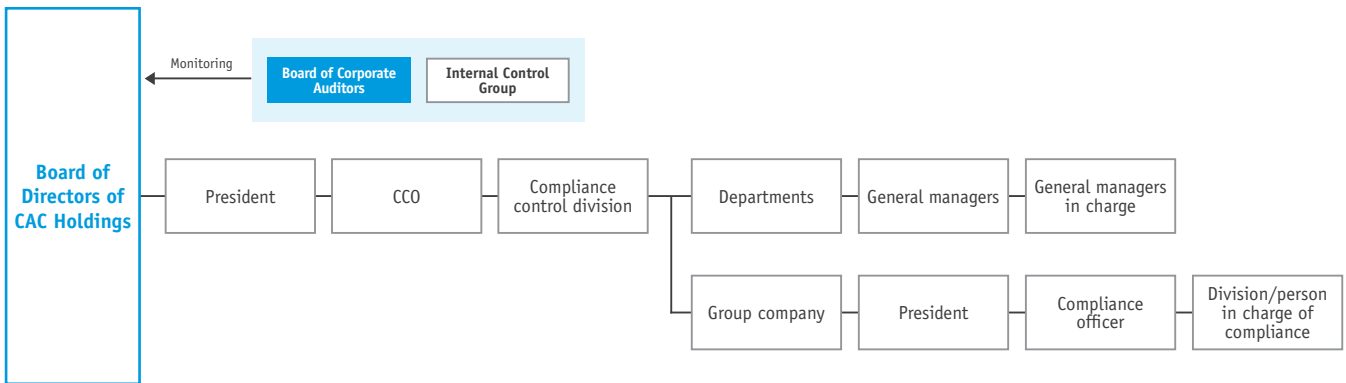 Monitoring
Board of Corporate
Auditors
Internal Control
Group
Board of
Directors of
CAC Holdings
President
CCO
Compliance
control division
Departments
General managers
General managers
in charge
Group company
President
Compliance
officer
Division/person
in charge of
compliance